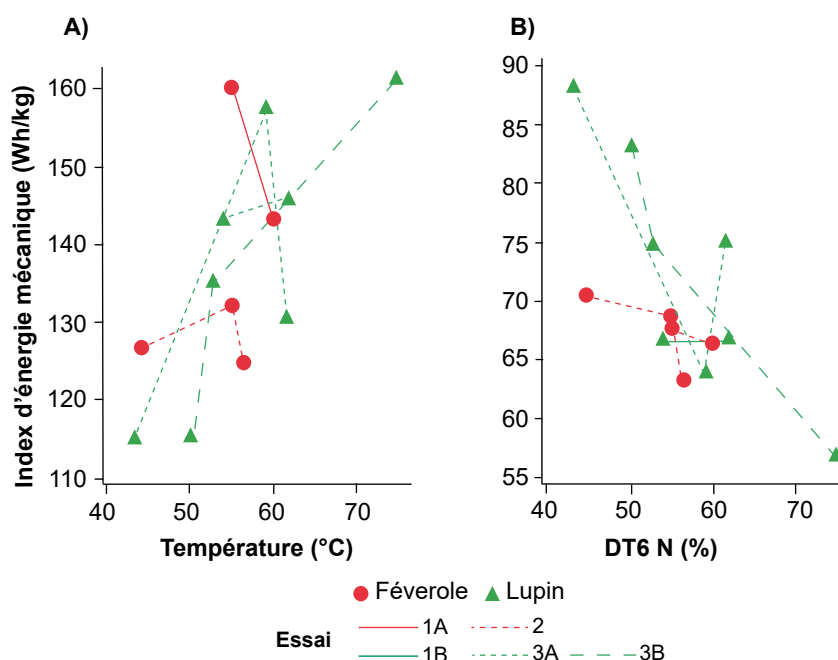 A)
B)
Index d'énergie mécanique (Wh/kg)
160
150
140
130
120
110
40
50
60
70
Température (°C)
90
85
80
75
70
65
60
55
40
50
60
70
DT6 N (%)
Féverole
Lupin
Essai
1A
2
1B
3A
3B